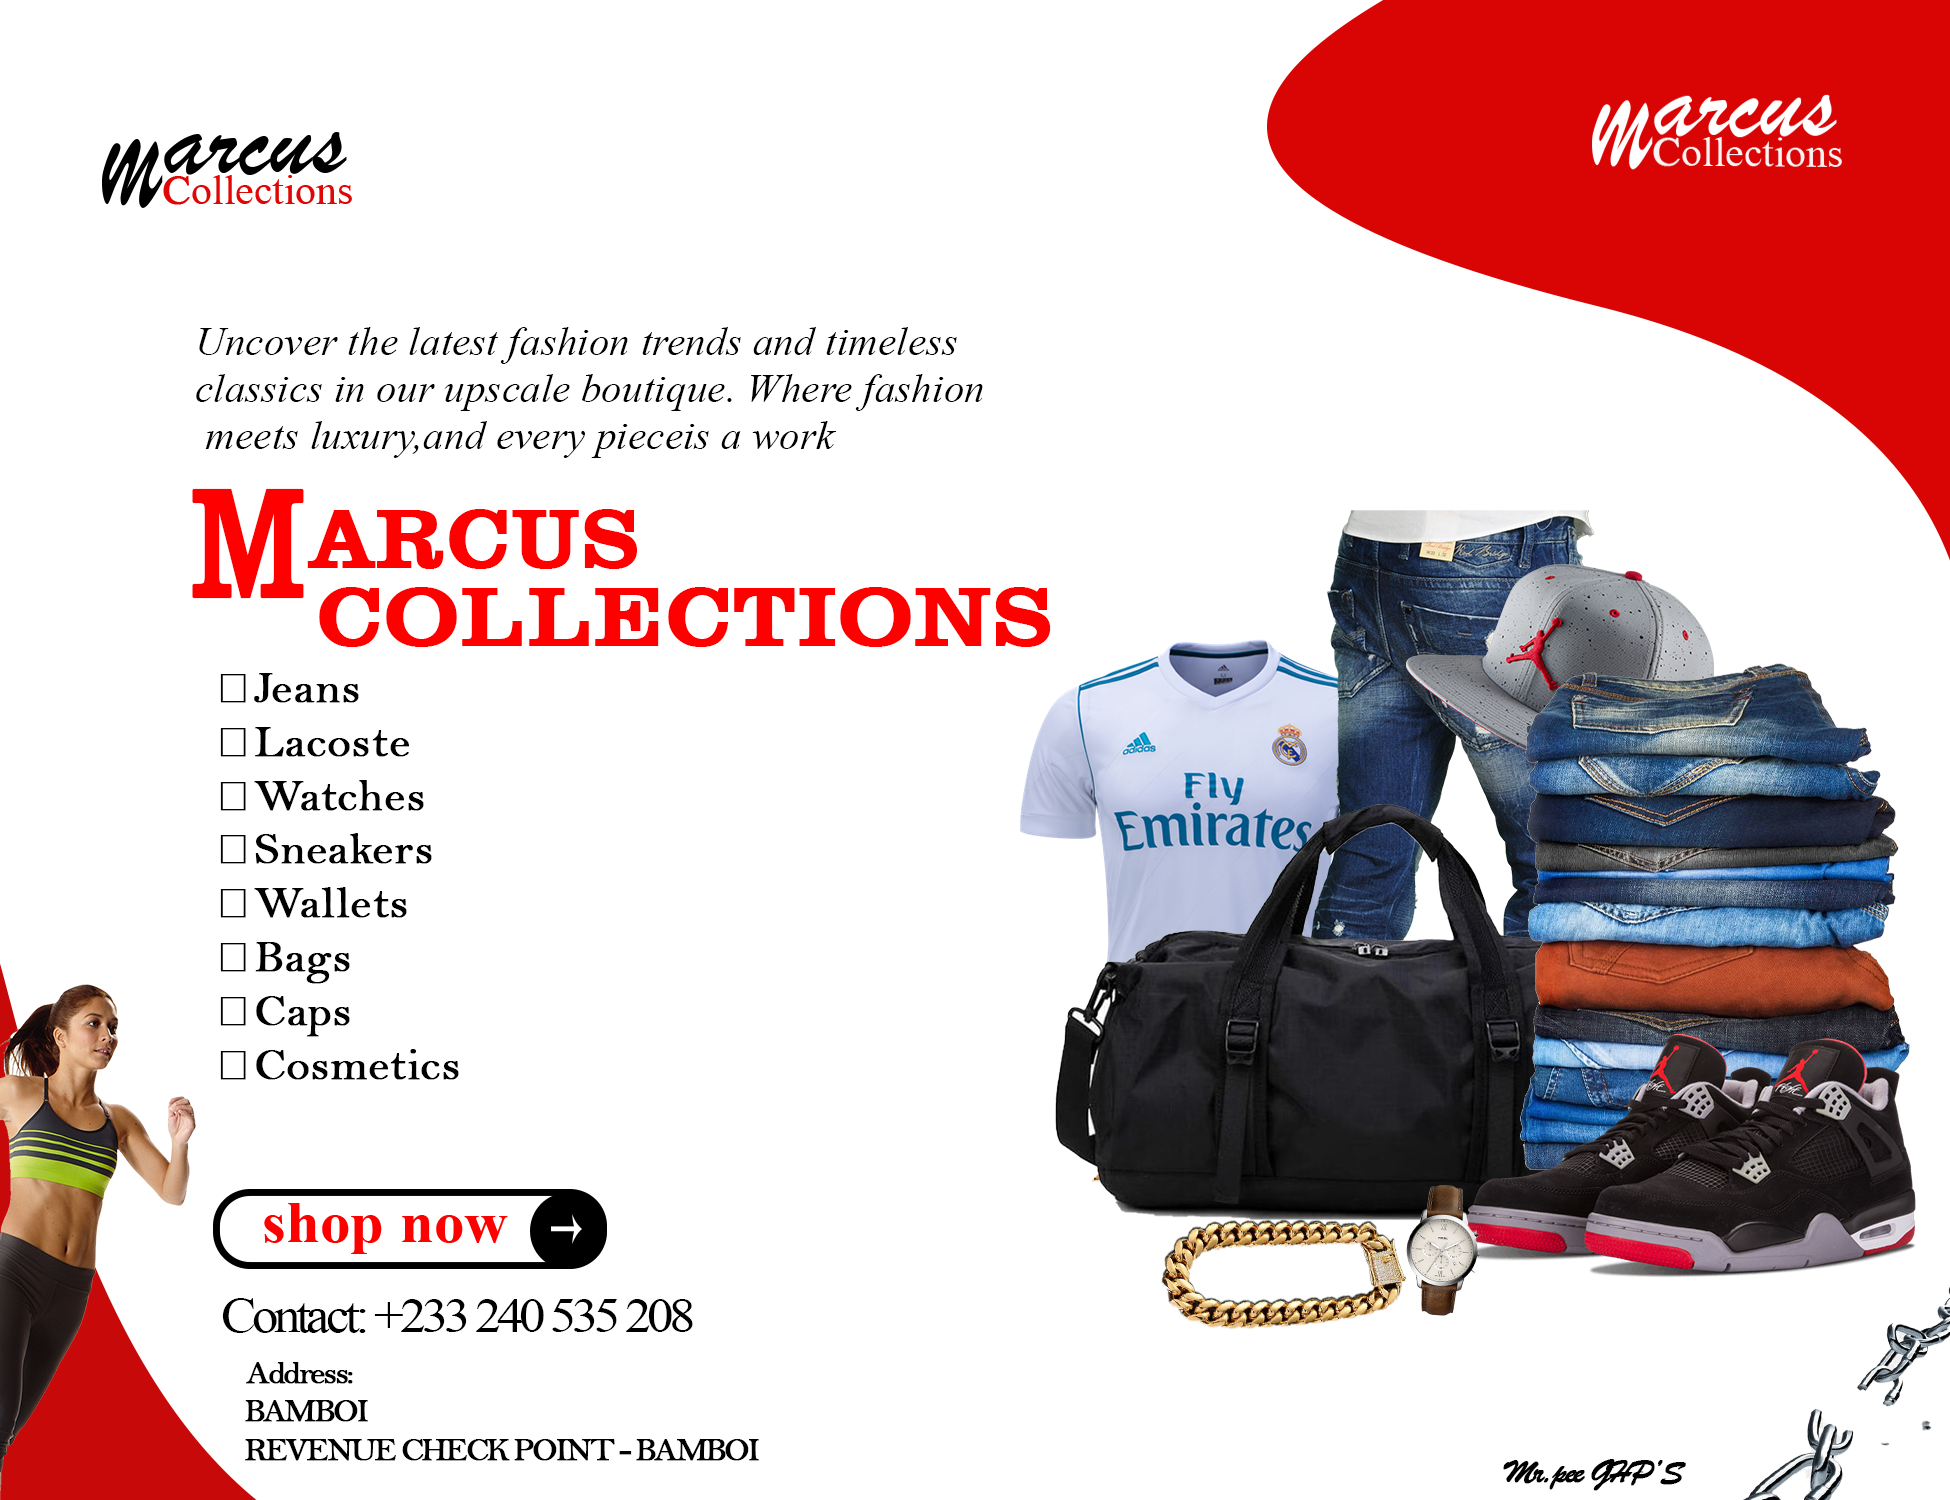 Marcus
Collections
Marcus
Collections
Uncover the latest fashion trends and timeless
classics in our upscale boutique. Where fashion
meets luxury,and every pieceis a work
MARCUS
COLLECTIONS
Jeans
Lacoste
Watches
Sneakers
Wallets
Bags
Caps
Cosmetics
adidas
Fly
Emirates
shop now
Contact: +233 240 535 208
Address:
BAMBOI
REVENUE CHECK POINT - BAMBOI
Mr.pee GHP'S